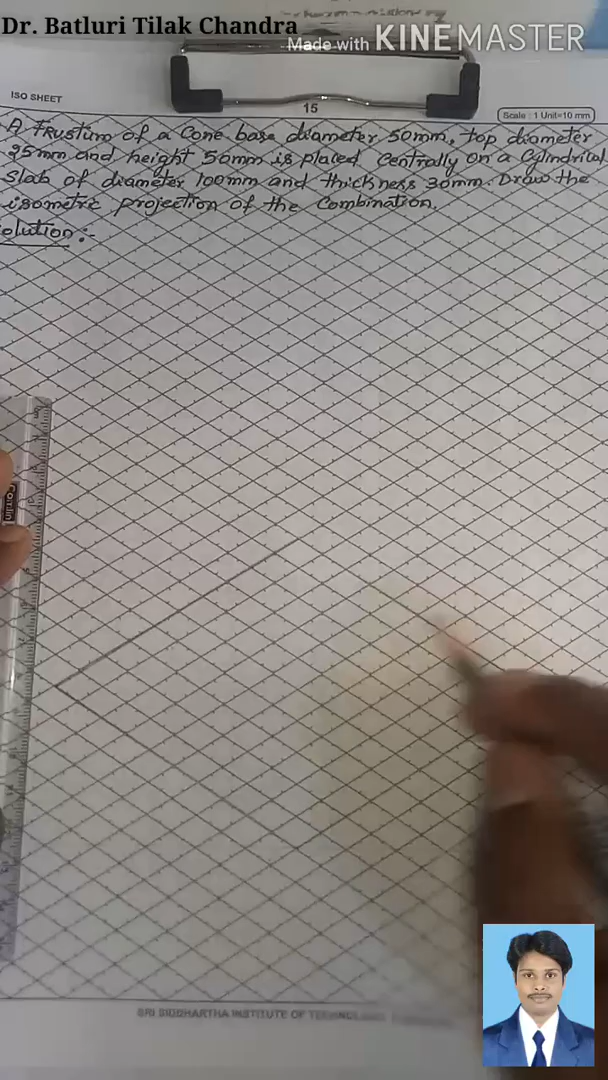 Dr. Batluri Tilak Chandra
Made with KINEMASTER
ISO SHEET
15
Scale : 1 Unit=10 mm
A Frustum of a Cone base diameter 50mm, top diameter
25mm and height 50mm is placed Centrally on a Cylindrical
Slab of diameter 100mm and thickness 30mm. Draw the
isometric projection of the Combination.
olution:-
Camlin
SRI SIDDHARTHA INSTITUTE OF